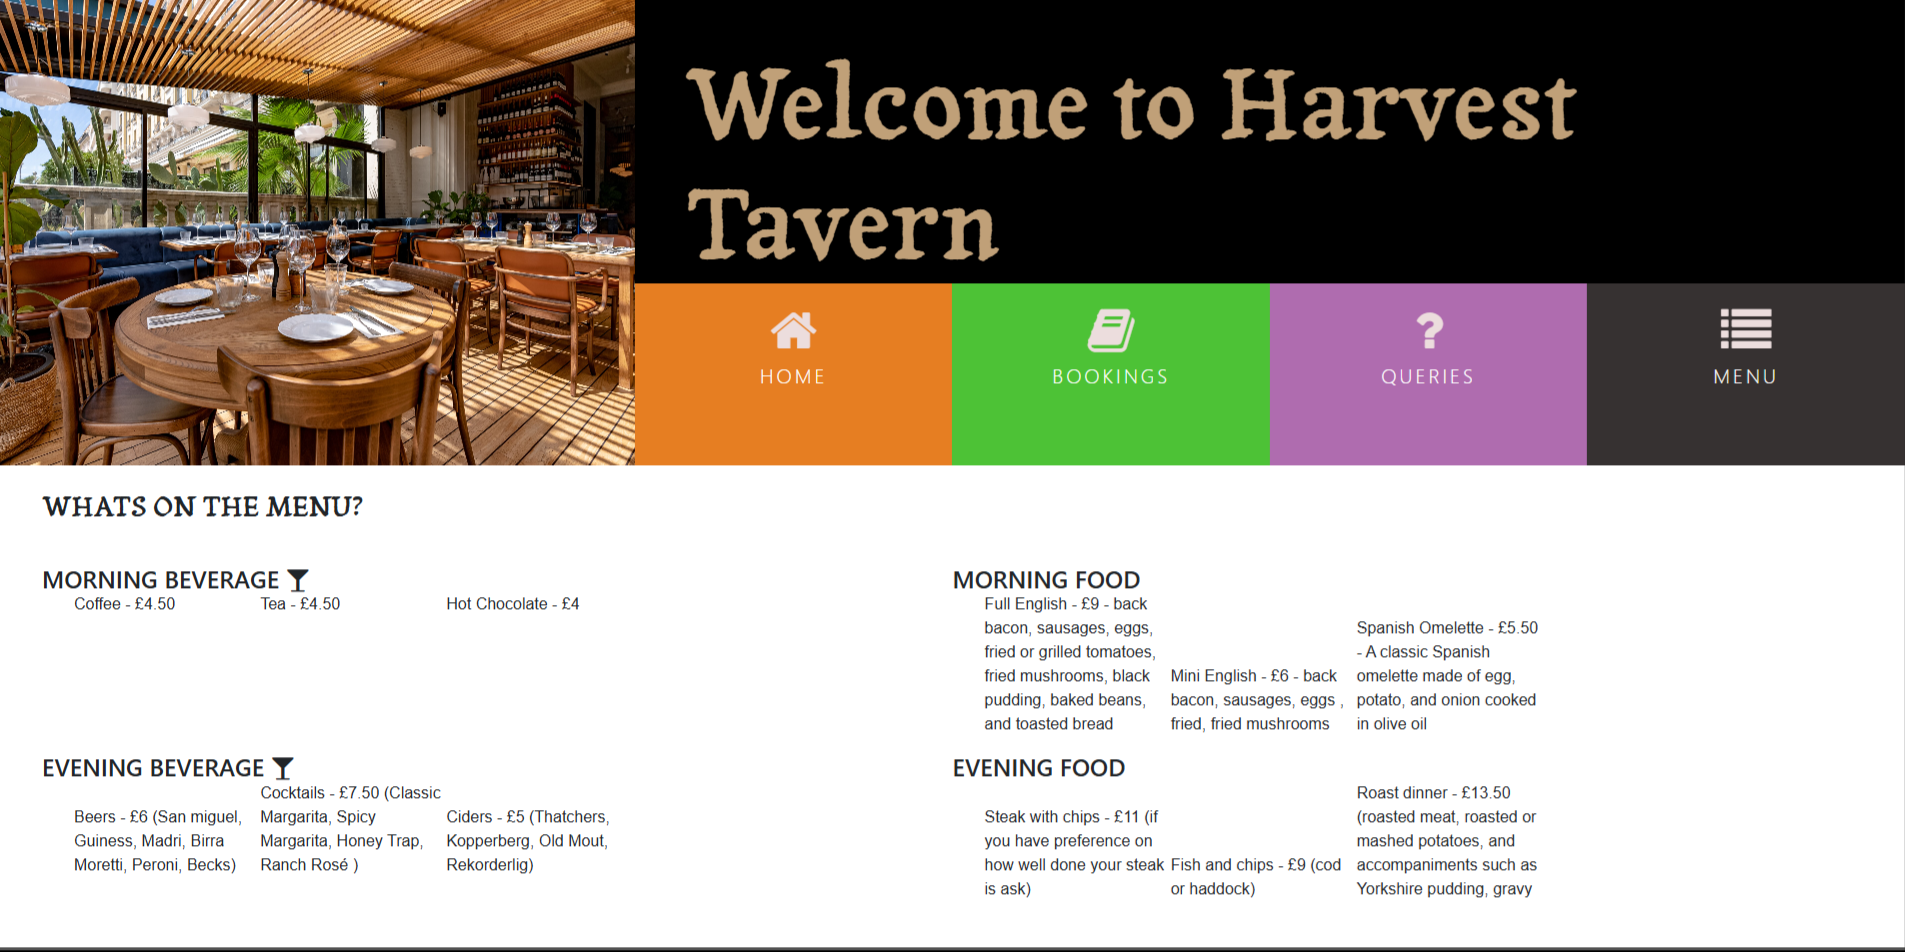 Welcome to Harvest
Tavern
HOME
BOOKINGS
QUERIES
MENU
WHATS ON THE MENU?
MORNING BEVERAGE
Coffee - £4.50
Tea - £4.50
Hot Chocolate - £4
MORNING FOOD
Full English - £9 - back
bacon, sausages, eggs,
fried or grilled tomatoes,
fried mushrooms, black
pudding, baked beans,
and toasted bread
Mini English - £6 - back
bacon, sausages, eggs ,
fried, fried mushrooms
Spanish Omelette - £5.50
- A classic Spanish
omelette made of egg,
potato, and onion cooked
in olive oil
EVENING BEVERAGE
Beers - £6 (San miguel,
Guiness, Madri, Birra
Moretti, Peroni, Becks)
Cocktails - £7.50 (Classic
Margarita, Spicy
Margarita, Honey Trap,
Ranch Rosé )
Ciders - £5 (Thatchers,
Kopperberg, Old Mout,
Rekorderlig)
EVENING FOOD
Steak with chips - £11 (if
you have preference on
how well done your steak
is ask)
Fish and chips - £9 (cod
or haddock)
Roast dinner - £13.50
(roasted meat, roasted or
mashed potatoes, and
accompaniments such as
Yorkshire pudding, gravy